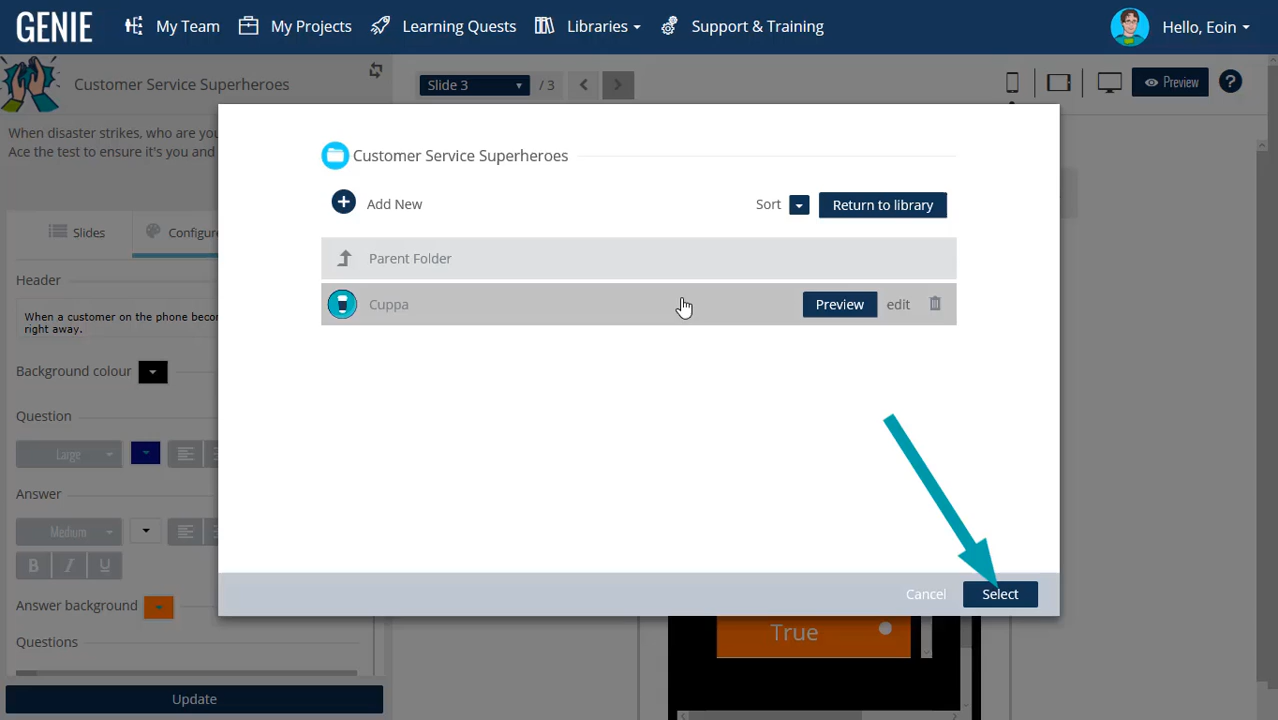 GENIE My Team My Projects Learning Quests Libraries Support & Training Hello, Eoin
Customer Service Superheroes
Slide 3 / 3
Preview ?
When disaster strikes, who are you
Ace the test to ensure it's you and
Customer Service Superheroes
Add New
Sort Return to library
Parent Folder
Cuppa Preview edit
Cancel Select
Slides Configure
Header
When a customer on the phone becor
right away.
Background colour
Question
Large
Answer
Medium
B I U
Answer background
Questions
Update
True